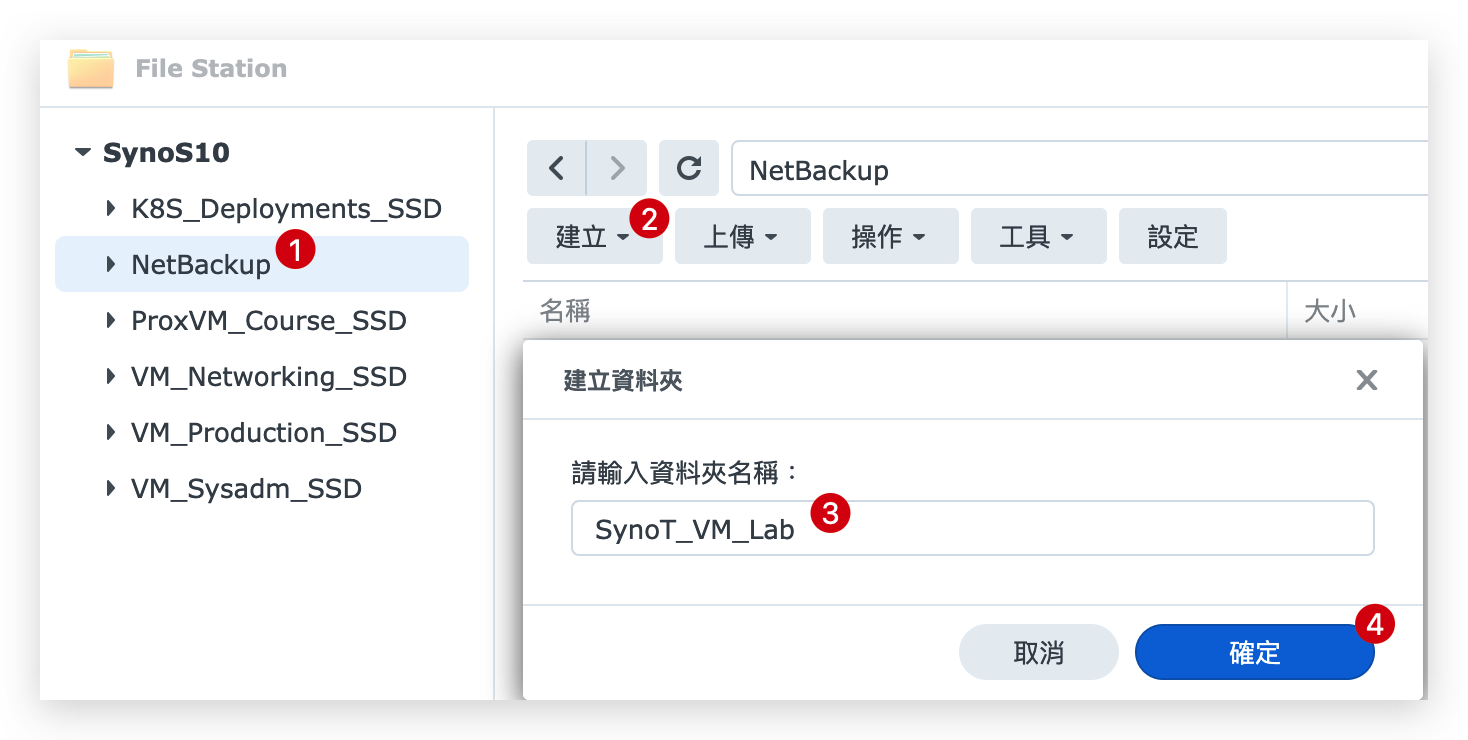 File Station
SynoS10
K8S_Deployments_SSD
NetBackup
1
ProxVM_Course_SSD
VM_Networking_SSD
VM_Production_SSD
VM_Sysadm_SSD
NetBackup
建立
2
上傳
操作
工具
設定
名稱
大小
建立資料夾
請輸入資料夾名稱：
SynoT_VM_Lab
3
取消
確定
4